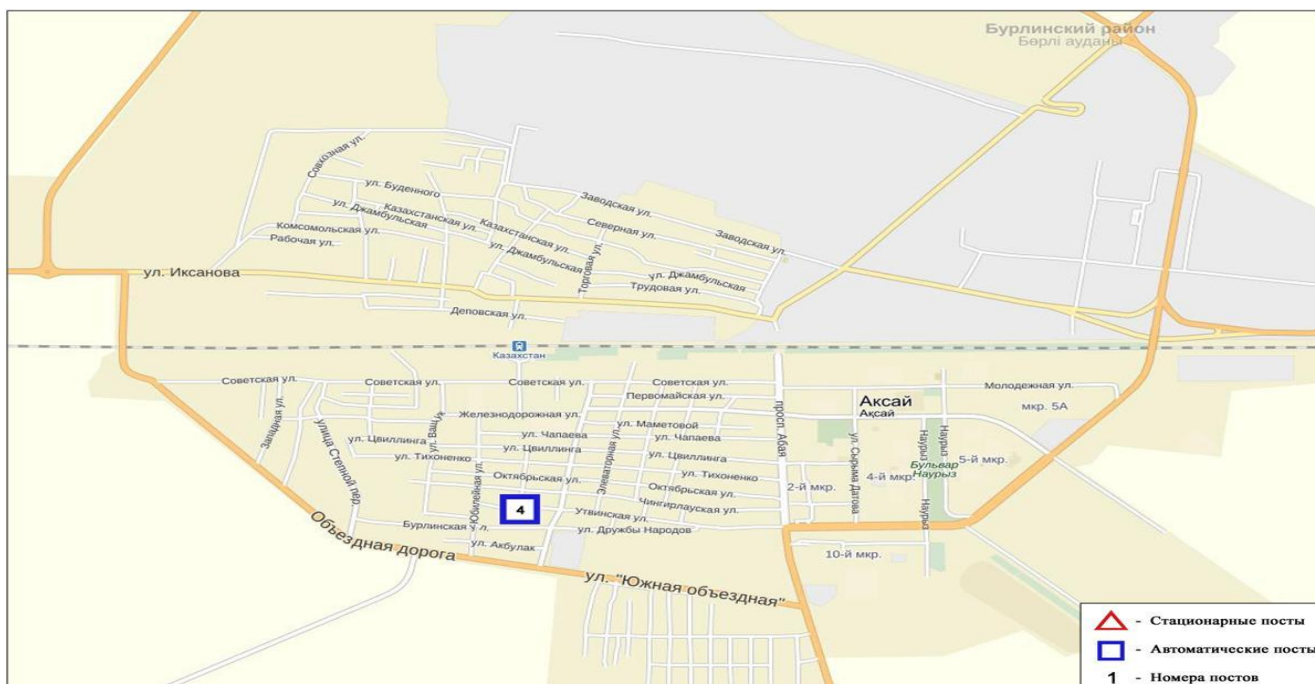 Бурлинский район
Бөрлі ауданы
Совхозная ул.
ул. Буденного
Заводская ул.
ул. Джамбульская
Казахстанская ул.
Казахстанская ул.
Северная ул.
Заводская ул.
Комсомольская ул.
Рабочая ул.
ул. Джамбульская
Торговая ул.
ул. Джамбульская
ул. Иксанова
Трудовая ул.
Деповская ул.
Казахстан
Советская ул.
Советская ул.
Советская ул.
Советская ул.
Молодежная ул.
Первомайская ул.
Аксай
Ақсай
мкр. 5А
Западная ул.
улица Степной пер.
Железнодорожная ул.
ул. Маметовой
просп. Абая
ул. Чапаева
ул. Чапаева
ул. Цвиллинга
ул. Цвиллинга
ул. Цвиллинга
Элеваторная ул.
ул. Сырыма Датова
Наурыз
Наурыз
Бульвар
Наурыз
5-й мкр.
ул. Тихоненко
ул. Тихоненко
Юбилейная ул.
Октябрьская ул.
Октябрьская ул.
2-й мкр.
4-й мкр.
Чингирлауская ул.
Наурыз
4
Утвинская ул.
Бурлинская ул.
ул. Дружбы Народов
Объездная дорога
ул. Акбулак
10-й мкр.
ул. "Южная объездная"
- Стационарные посты
- Автоматические посты
1 - Номера постов